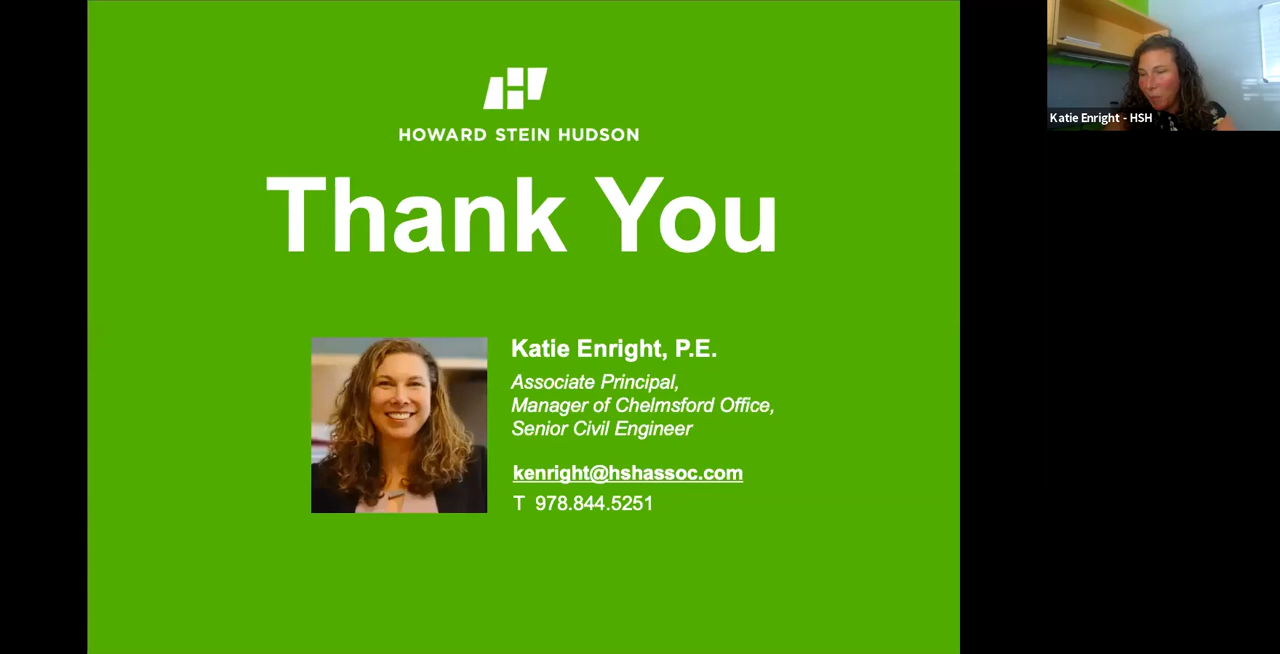 HOWARD STEIN HUDSON
Thank You
Katie Enright, P.E.
Associate Principal,
Manager of Chelmsford Office,
Senior Civil Engineer
kenright@hshassoc.com
T 978.844.5251
Katie Enright - HSH